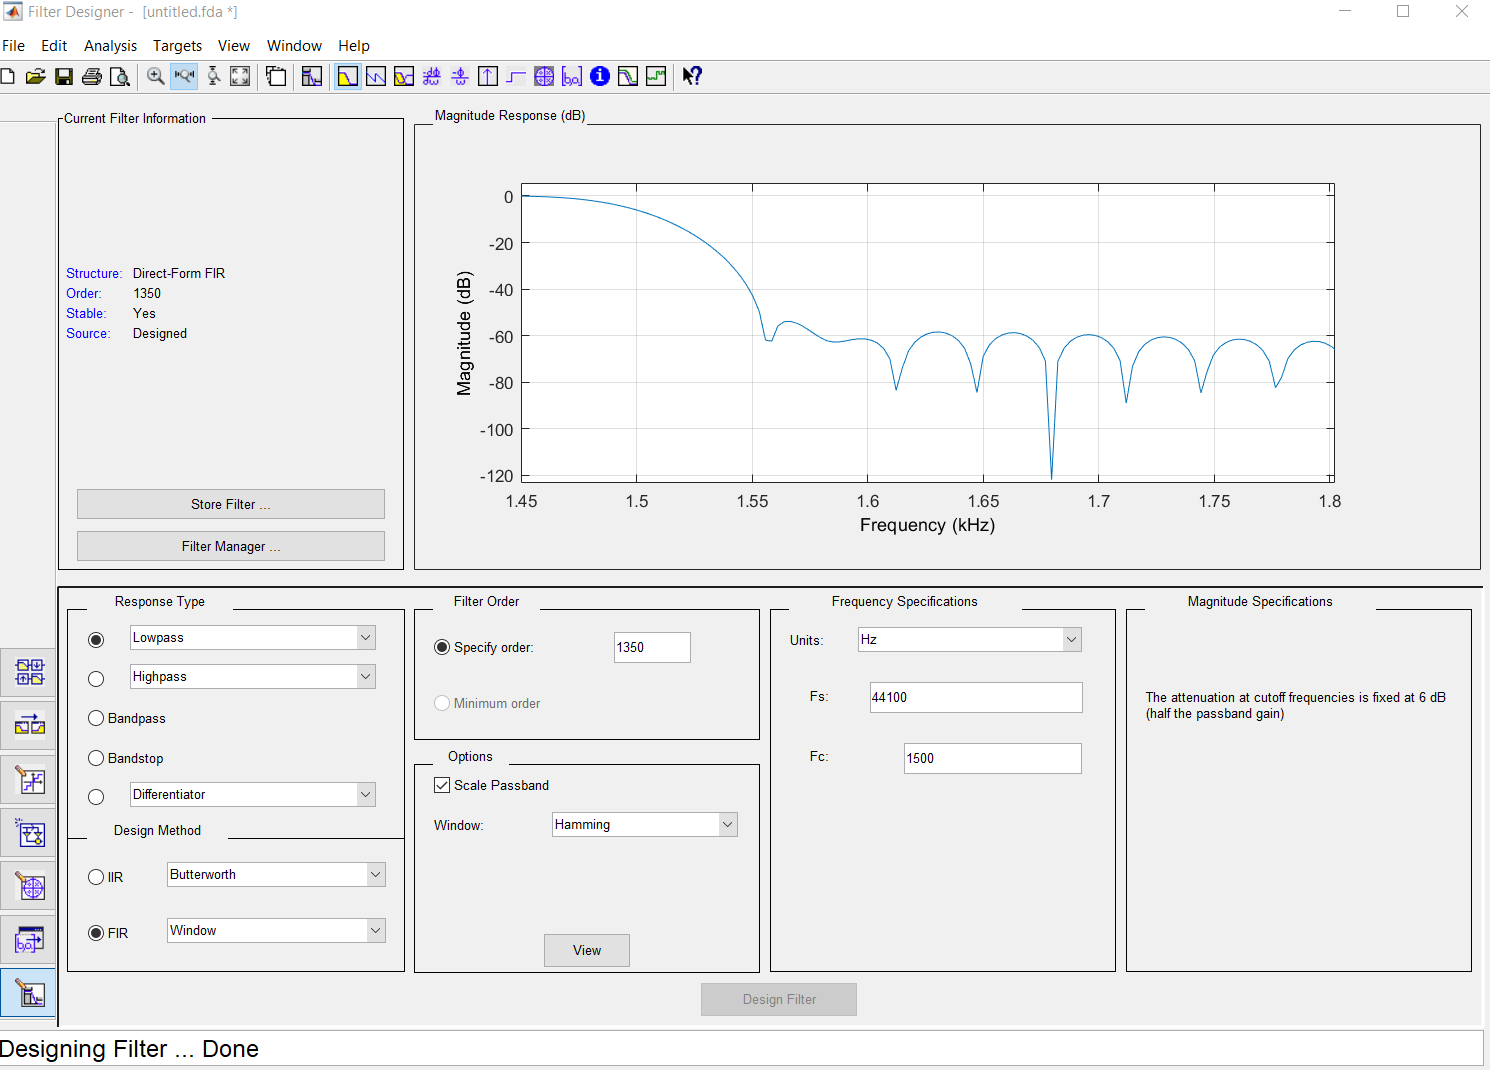 Filter Designer - [untitled.fda *]
File Edit Analysis Targets View Window Help
[b,a]
Current Filter Information
Structure: Direct-Form FIR
Order: 1350
Stable: Yes
Source: Designed
Store Filter ...
Filter Manager ...
Magnitude Response (dB)
0
-20
-40
-60
-80
-100
-120
Magnitude (dB)
1.45 1.5 1.55 1.6 1.65 1.7 1.75 1.8
Frequency (kHz)
Response Type
Lowpass
Highpass
Bandpass
Bandstop
Differentiator
Design Method
IIR Butterworth
FIR Window
Filter Order
Specify order: 1350
Minimum order
Options
Scale Passband
Window: Hamming
View
Frequency Specifications
Units: Hz
Fs: 44100
Fc: 1500
Magnitude Specifications
The attenuation at cutoff frequencies is fixed at 6 dB
(half the passband gain)
Design Filter
Designing Filter ... Done